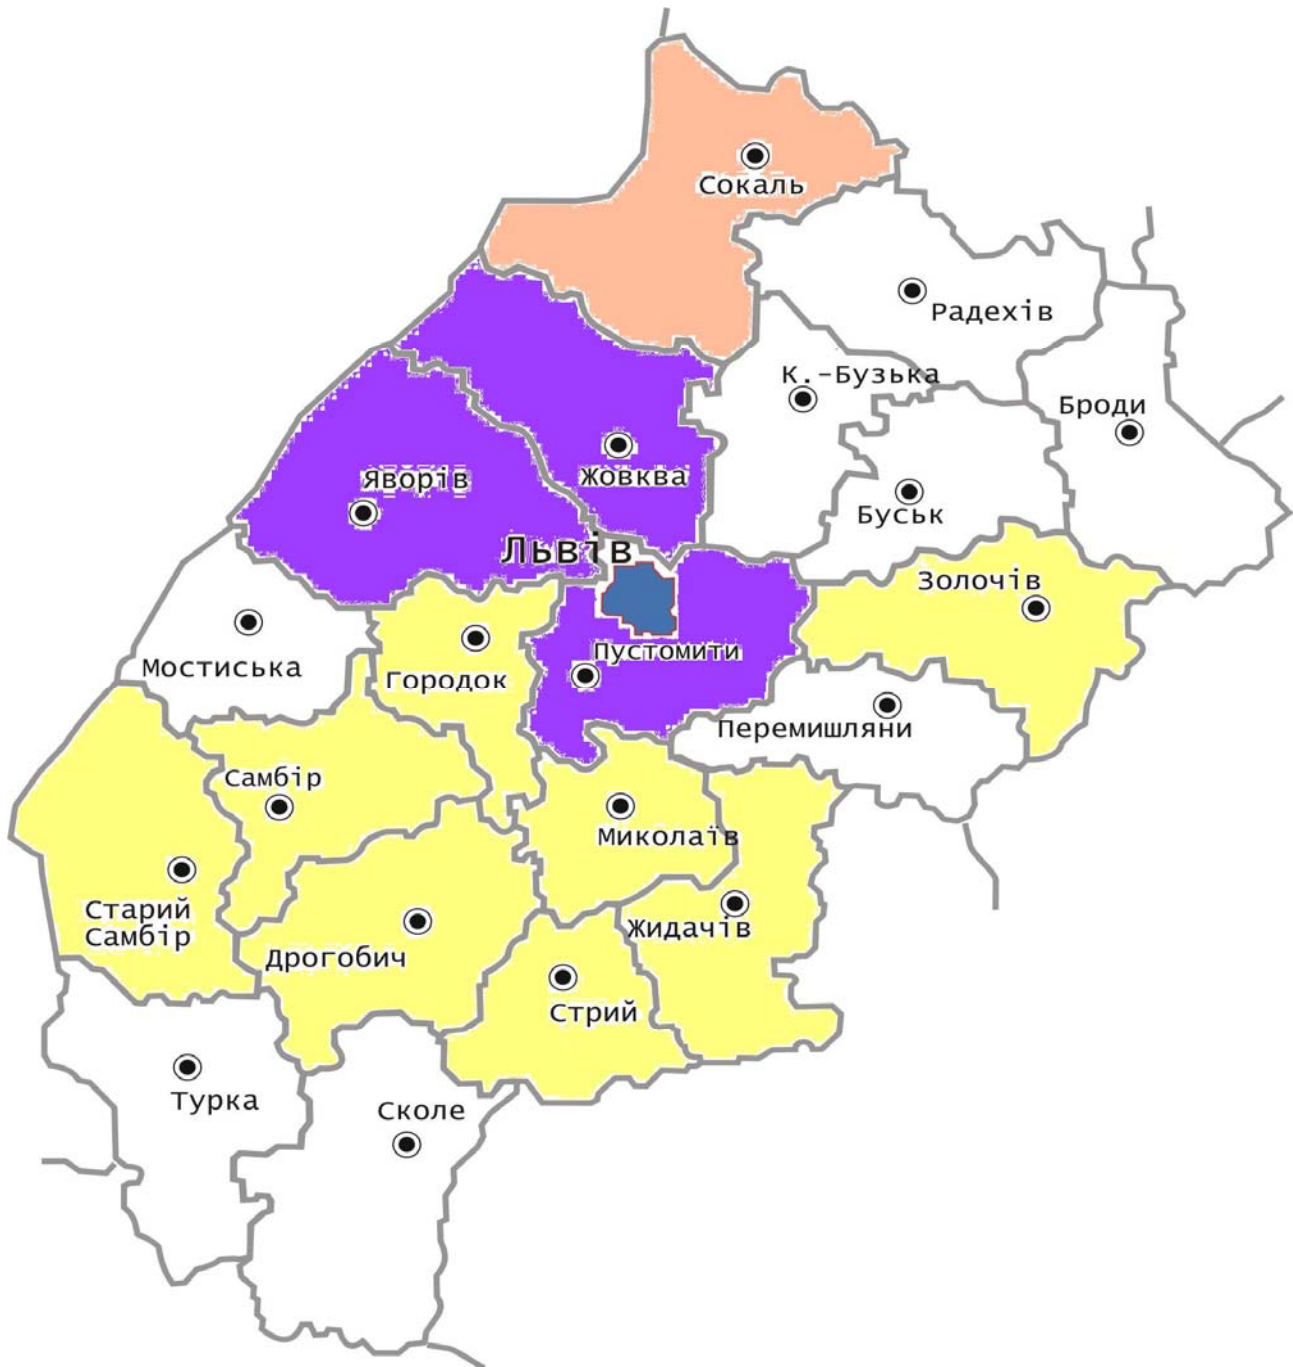 Сокаль
Радехів
К.-Бузька
Броди
Яворів
Жовква
Буськ
Львів
Золочів
Мостиська
Городок
Пустомити
Перемишляни
Самбір
Миколаїв
Старий
Самбір
Жидачів
Дрогобич
Стрий
Турка
Сколе